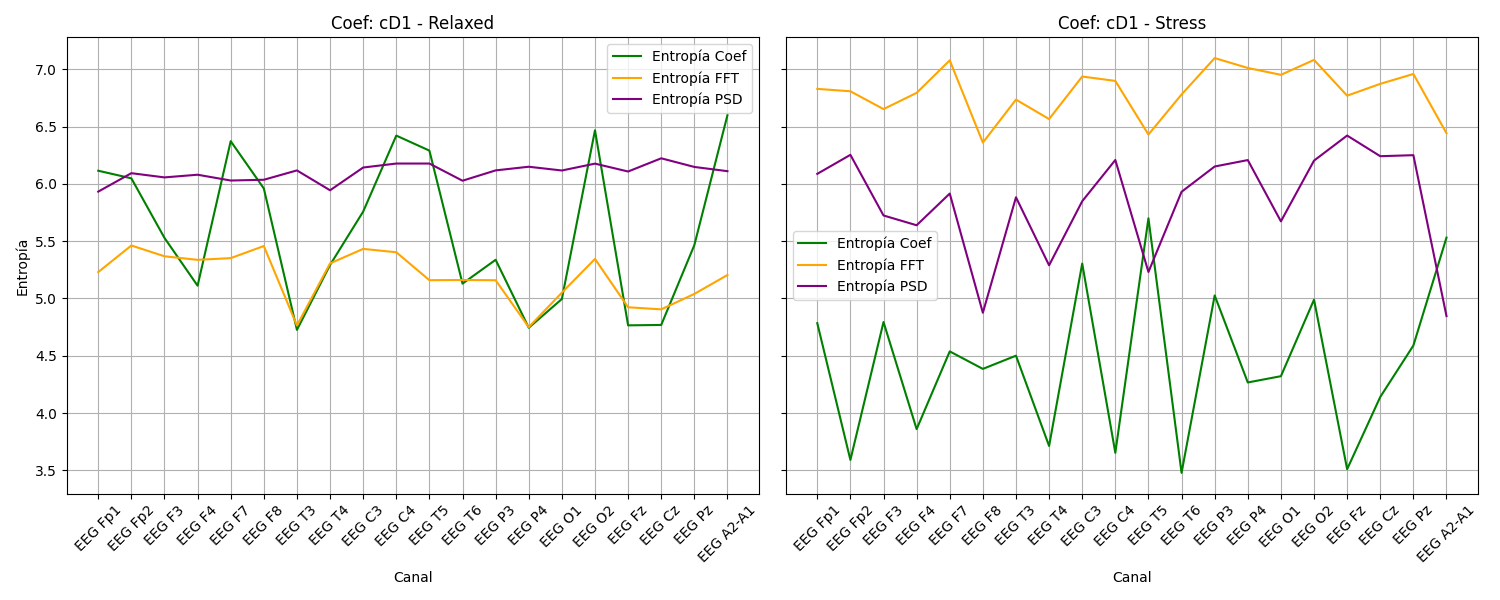 Coef: cD1 - Relaxed
Entropía
7.0
6.5
6.0
5.5
5.0
4.5
4.0
3.5
Entropía Coef
Entropía FFT
Entropía PSD
EEG Fp1
EEG Fp2
EEG F3
EEG F4
EEG F7
EEG F8
EEG T3
EEG T4
EEG C3
EEG C4
EEG T5
EEG T6
EEG P3
EEG P4
EEG O1
EEG O2
EEG Fz
EEG Cz
EEG Pz
EEG A2-A1
Canal
Coef: cD1 - Stress
Entropía Coef
Entropía FFT
Entropía PSD
EEG Fp1
EEG Fp2
EEG F3
EEG F4
EEG F7
EEG F8
EEG T3
EEG T4
EEG C3
EEG C4
EEG T5
EEG T6
EEG P3
EEG P4
EEG O1
EEG O2
EEG Fz
EEG Cz
EEG Pz
EEG A2-A1
Canal